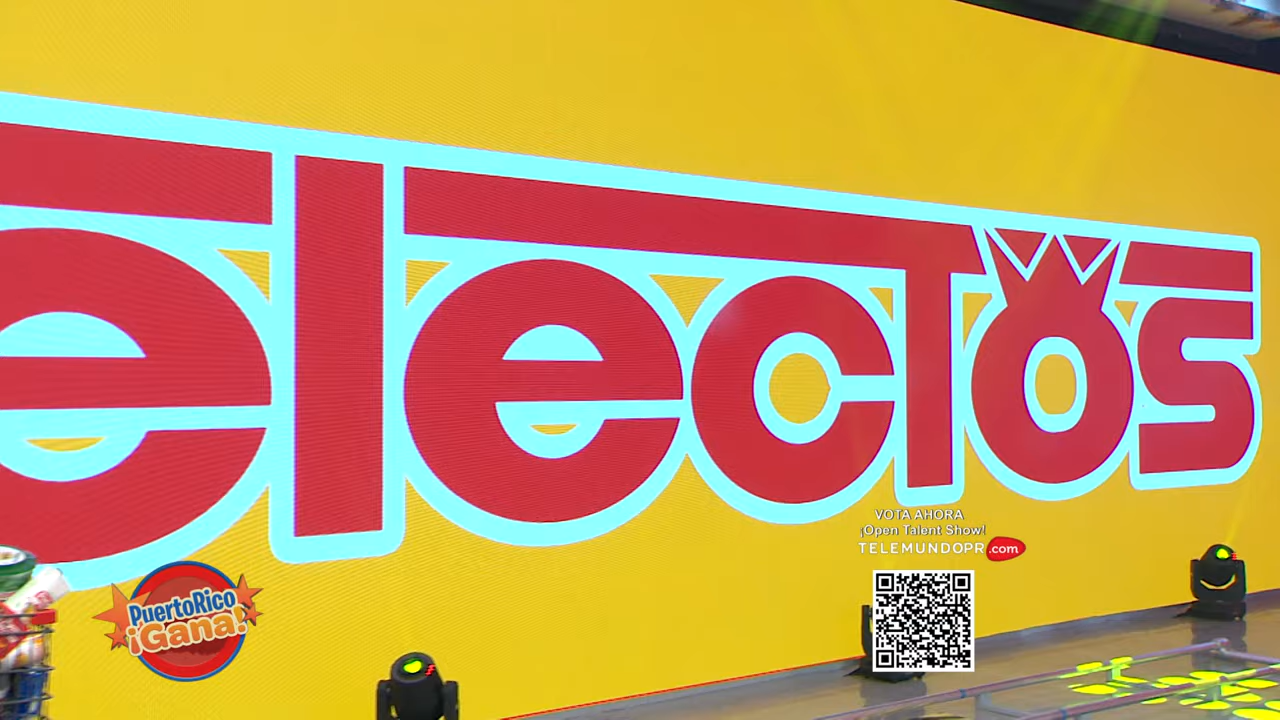 electos
VOTA AHORA
¡Open Talent Show!
TELEMUNDOPR.com
PuertoRico
¡Gana!